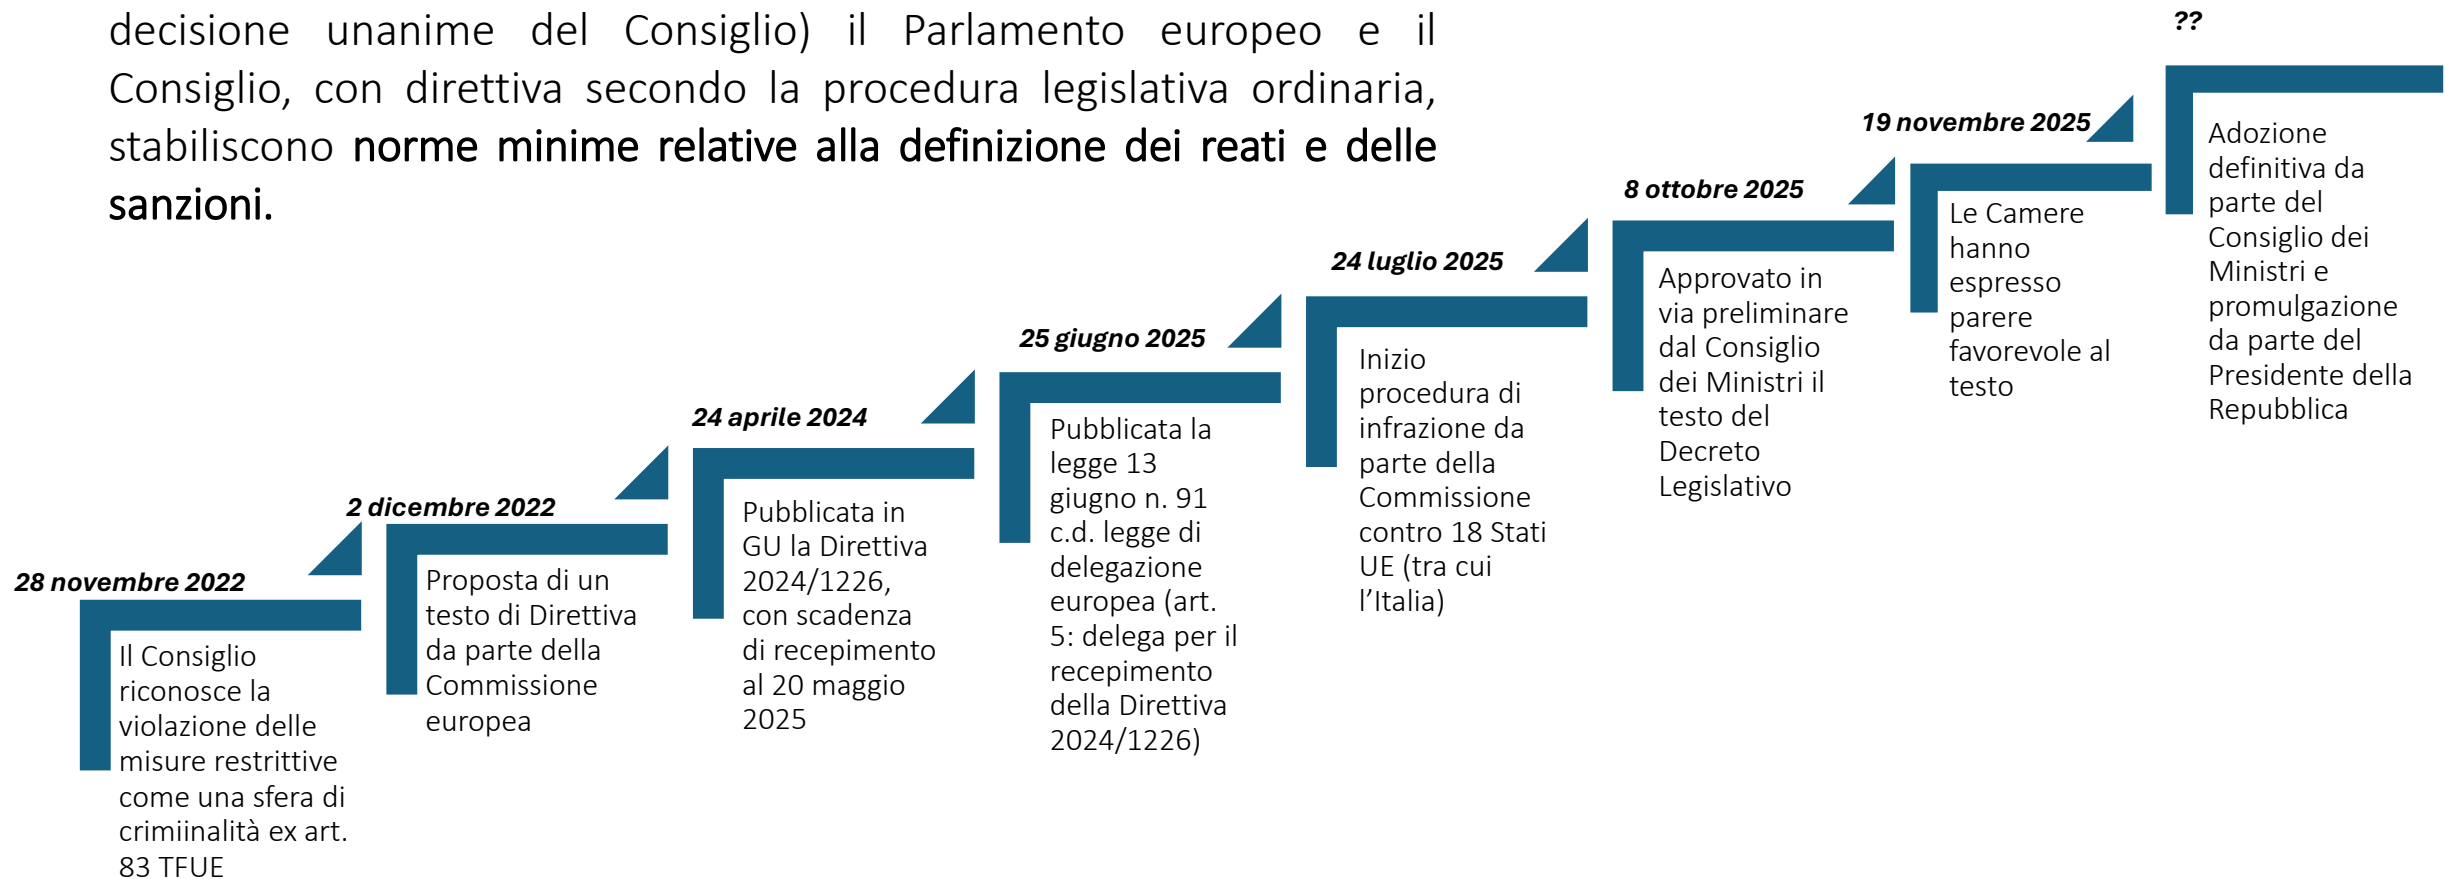 decisione unanime del Consiglio) il Parlamento europeo e il
Consiglio, con direttiva secondo la procedura legislativa ordinaria,
stabiliscono norme minime relative alla definizione dei reati e delle
sanzioni.
28 novembre 2022
Il Consiglio
riconosce la
violazione delle
misure restrittive
come una sfera di
crimiinalità ex art.
83 TFUE
2 dicembre 2022
Proposta di un
testo di Direttiva
da parte della
Commissione
europea
24 aprile 2024
Pubblicata in
GU la Direttiva
2024/1226,
con scadenza
di recepimento
al 20 maggio
2025
25 giugno 2025
Pubblicata la
legge 13
giugno n. 91
c.d. legge di
delegazione
europea (art.
5: delega per il
recepimento
della Direttiva
2024/1226)
24 luglio 2025
Inizio
procedura di
infrazione da
parte della
Commissione
contro 18 Stati
UE (tra cui
l’Italia)
8 ottobre 2025
Approvato in
via preliminare
dal Consiglio
dei Ministri il
testo del
Decreto
Legislativo
19 novembre 2025
Le Camere
hanno
espresso
parere
favorevole al
testo
??
Adozione
definitiva da
parte del
Consiglio dei
Ministri e
promulgazione
da parte del
Presidente della
Repubblica